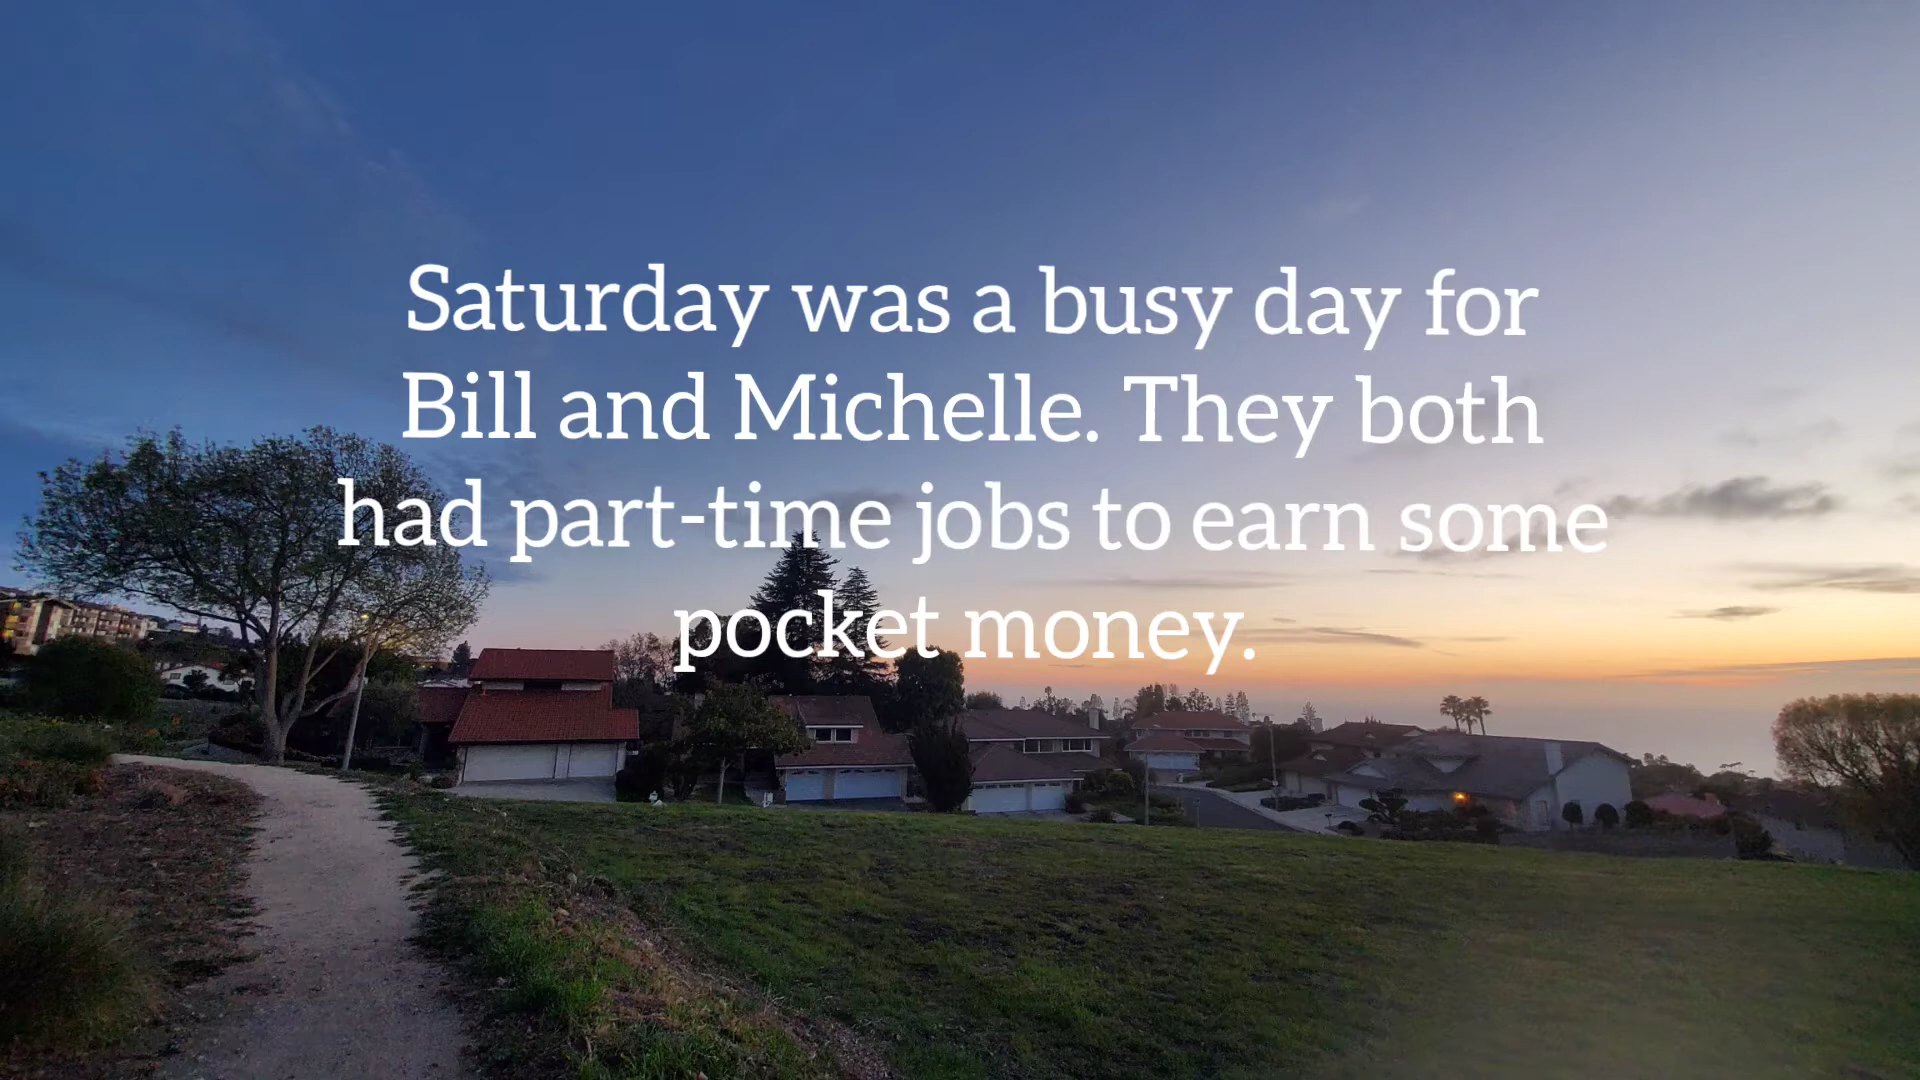 Saturday was a busy day for
Bill and Michelle. They both
had part-time jobs to earn some
pocket money.